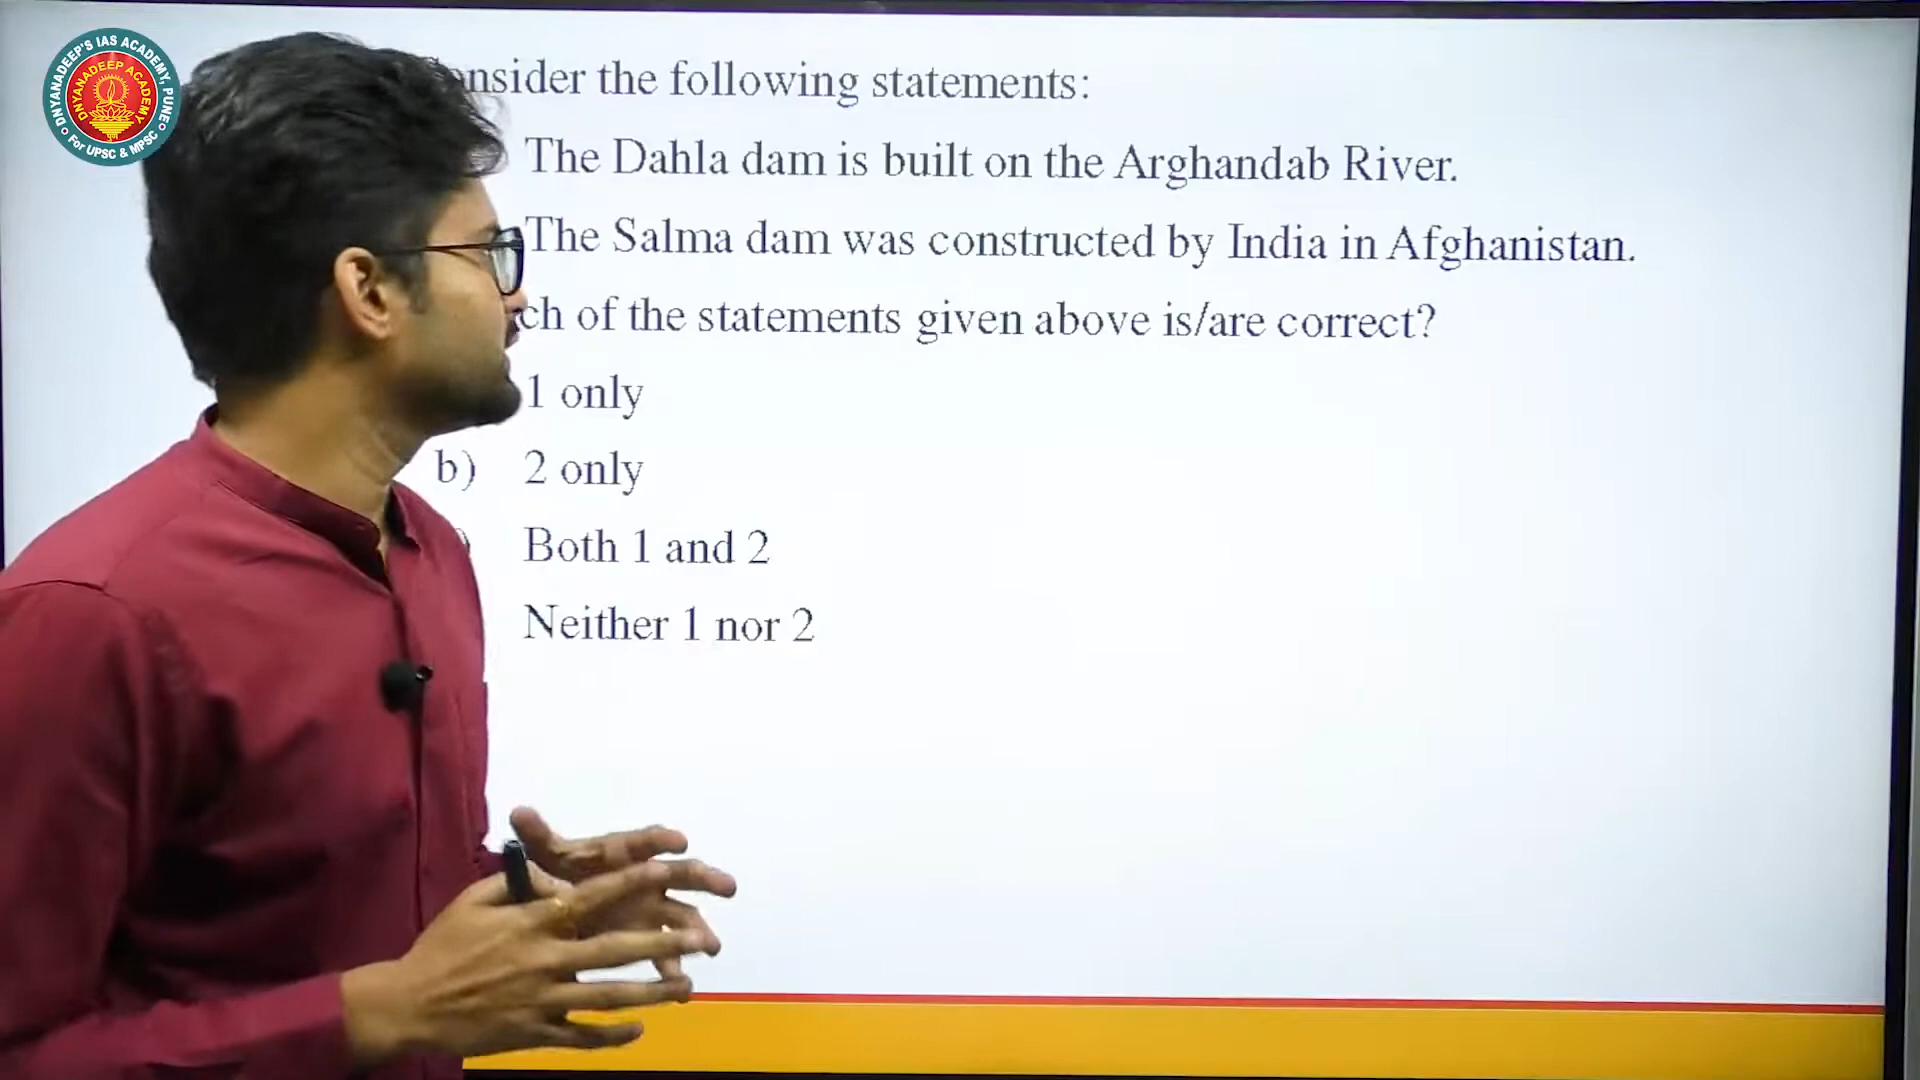 DNYANADEEP'S IAS ACADEMY, PUNE
DNYANADEEP ACADEMY
पुणे
For UPSC & MPSC
onsider the following statements:
The Dahla dam is built on the Arghandab River.
The Salma dam was constructed by India in Afghanistan.
ch of the statements given above is/are correct?
1 only
b) 2 only
) Both 1 and 2
Neither 1 nor 2